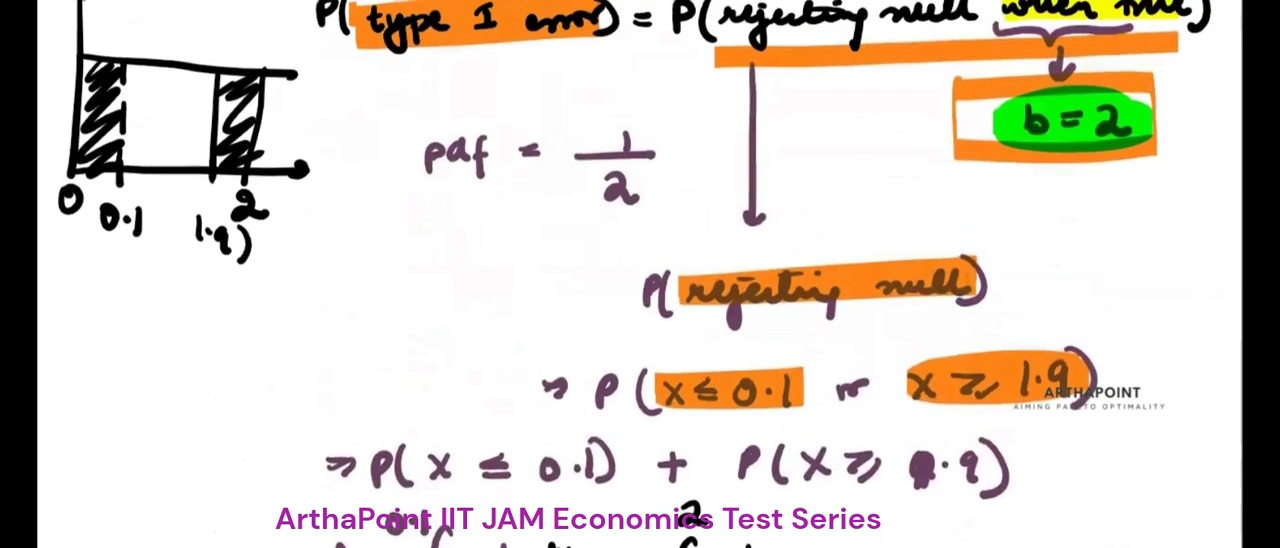 P( type I error) = P(rejecting null when true)
b = 2
pdf = 1/2
0 0.1 1.9) 2
P( rejecting null)
⇒ P ( x ≤ 0.1 or x ≥ 1.9)
ARTHAPOINT
AIMING PARETO OPTIMALITY
⇒ P( x ≤ 0.1) + P(x ≥ 1.9)
ArthaPoint IIT JAM Economics Test Series
0.1 2